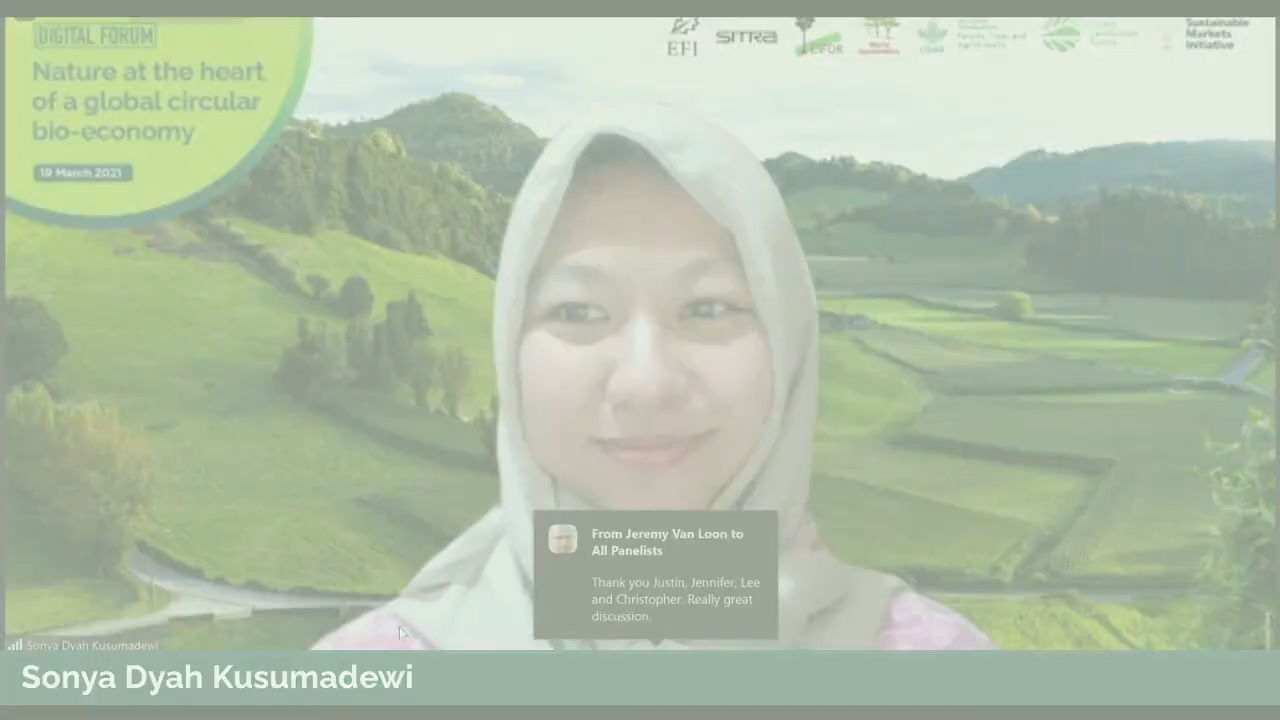 DIGITAL FORUM
Nature at the heart
of a global circular
bio-economy
19 March 2021
EFI
SITRA
CIFOR
Sustainable
Markets
Initiative
From Jeremy Van Loon to
All Panelists
Thank you Justin, Jennifer, Lee
and Christopher. Really great
discussion.
Sonya Dyah Kusumadewi
Sonya Dyah Kusumadewi